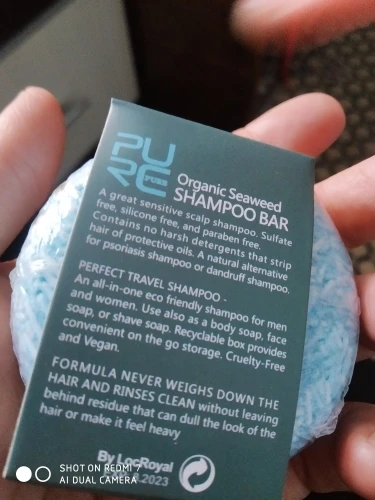 PU
RE
Organic Seaweed
SHAMPOO BAR
A great sensitive scalp shampoo. Sulfate
free, silicone free, and paraben free.
Contains no harsh detergents that strip
hair of protective oils. A natural alternative
for psoriasis shampoo or dandruff shampoo.
PERFECT TRAVEL SHAMPOO -
An all-in-one eco friendly shampoo for men
and women. Use also as a body soap, face
soap, or shave soap. Recyclable box provides
convenient on the go storage. Cruelty-Free
and Vegan.
FORMULA NEVER WEIGHS DOWN THE
HAIR AND RINSES CLEAN without leaving
behind residue that can dull the look of the
hair or make it feel heavy
By LocRoyal
.2023
SHOT ON REDMI 7
AI DUAL CAMERA